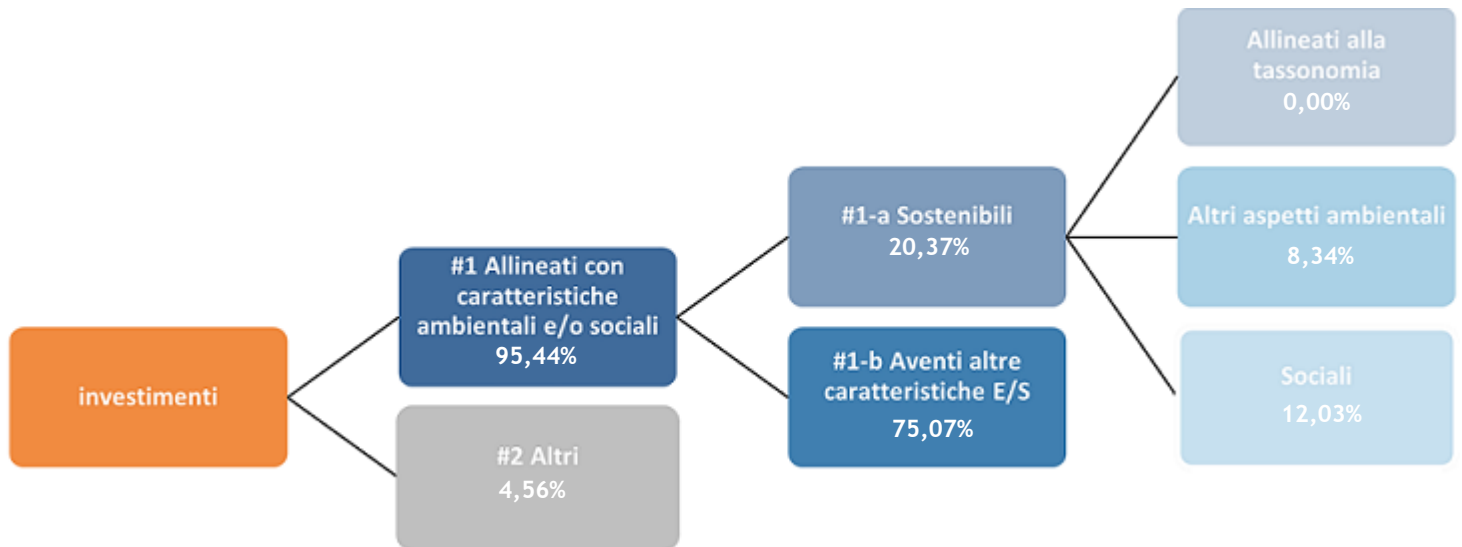 investimenti
#1 Allineati con
caratteristiche
ambientali e/o sociali
95,44%
#2 Altri
4,56%
#1-a Sostenibili
20,37%
#1-b Aventi altre
caratteristiche E/S
75,07%
Allineati alla
tassonomia
0,00%
Altri aspetti ambientali
8,34%
Sociali
12,03%